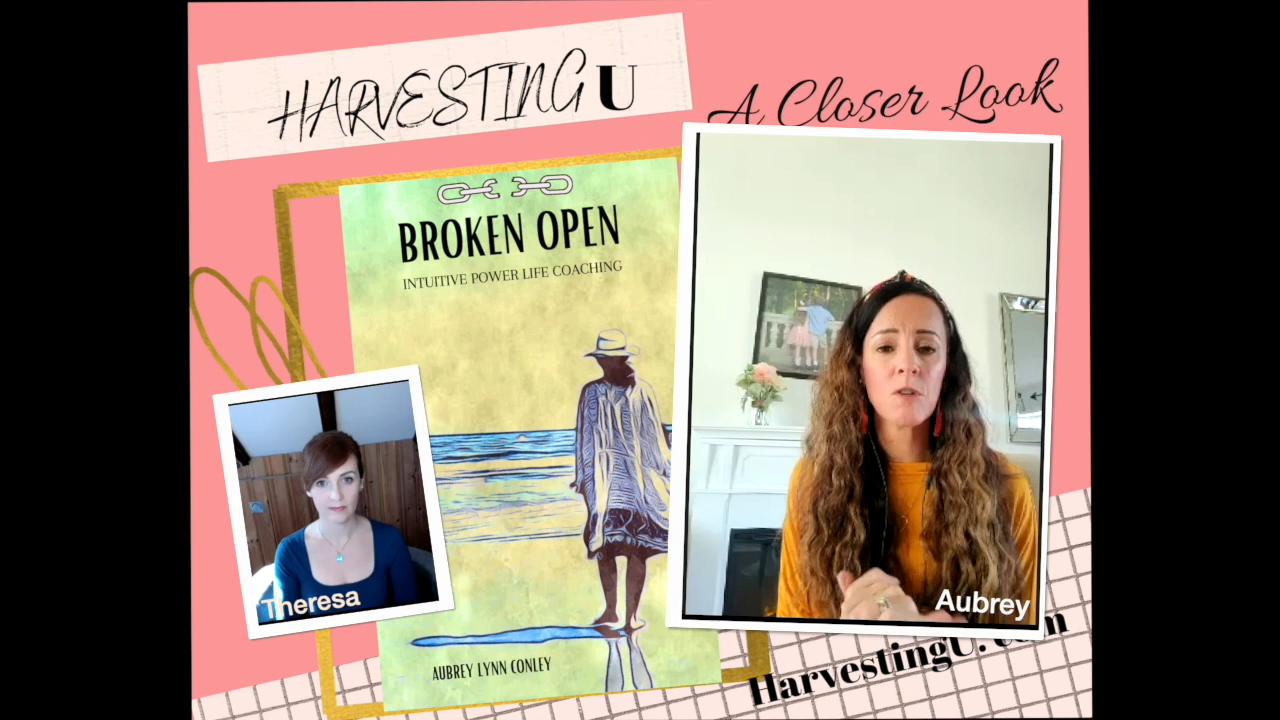 HARVESTING U
A Closer Look
BROKEN OPEN
INTUITIVE POWER LIFE COACHING
Theresa
Aubrey
AUBREY LYNN CONLEY
HarvestingU.com